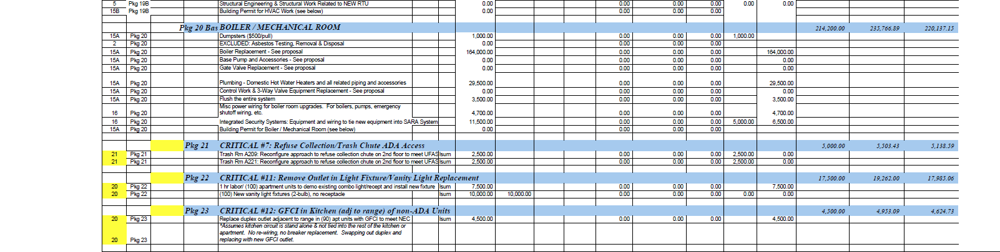 5 Pkg 19B Structural Engineering & Structural Work Related to NEW RTU 0.00 0.00 0.00 0.00 0.00 0.00
15B Pkg 19B Building Permit for HVAC Work (see below) 0.00 0.00 0.00 0.00
Pkg 20 Bas BOILER / MECHANICAL ROOM 214,200.00 235,766.89 220,137.15
15A Pkg 20 Dumpsters ($500/pull) 1,000.00 0.00 0.00 0.00 1,000.00
2 Pkg 20 EXCLUDED: Asbestos Testing, Removal & Disposal 0.00 0.00 0.00 0.00
15A Pkg 20 Boiler Replacement - See proposal 164,000.00 0.00 0.00 0.00 164,000.00
15A Pkg 20 Base Pump and Accessories - See proposal 0.00 0.00 0.00 0.00 0.00
15A Pkg 20 Gate Valve Replacement - See proposal 0.00 0.00 0.00 0.00 0.00
15A Pkg 20 Plumbing - Domestic Hot Water Heaters and all related piping and accessories 29,500.00 0.00 0.00 0.00 29,500.00
15A Pkg 20 Control Work & 3-Way Valve Equipment Replacement - See proposal 0.00 0.00 0.00 0.00 0.00
15A Pkg 20 Flush the entire system 3,500.00 0.00 0.00 0.00 3,500.00
Misc power wiring for boiler room upgrades. For boilers, pumps, emergency
16 Pkg 20 shutoff wiring, etc. 4,700.00 0.00 0.00 0.00 4,700.00
16 Pkg 20 Integrated Security Systems: Equipment and wiring to tie new equipment into SARA System 11,500.00 0.00 0.00 0.00 5,000.00 6,500.00
15A Pkg 20 Building Permit for Boiler / Mechanical Room (see below) 0.00 0.00 0.00 0.00
Pkg 21 CRITICAL #7: Refuse Collection/Trash Chute ADA Access 5,000.00 5,503.43 5,138.59
21 Pkg 21 Trash Rm A209: Reconfigure approach to refuse collection chute on 2nd floor to meet UFAS lsum 2,500.00 0.00 0.00 0.00 2,500.00 0.00
21 Pkg 21 Trash Rm A221: Reconfigure approach to refuse collection chute on 2nd floor to meet UFAS lsum 2,500.00 0.00 0.00 0.00 2,500.00 0.00
Pkg 22 CRITICAL #11: Remove Outlet in Light Fixture/Vanity Light Replacement 17,500.00 19,262.00 17,985.06
20 Pkg 22 1 hr labor/ (100) apartment units to demo existing combo light/recept and install new fixture lsum 7,500.00 0.00 0.00 0.00 7,500.00
20 Pkg 22 (100) New vanity light fixtures (2-bulb), no receptacle lsum 10,000.00 10,000.00 0.00 0.00 0.00 0.00 0.00
Pkg 23 CRITICAL #12: GFCI in Kitchen (adj to range) of non-ADA Units 4,500.00 4,953.09 4,624.73
20 Pkg 23 Replace duplex outlet adjacent to range in (90) apt units with GFCI to meet NEC lsum 4,500.00 0.00 0.00 0.00 4,500.00
*Assumes kitchen circuit is stand alone & not tied into the rest of the kitchen or
apartment. No re-wiring, no breaker replacement. Swapping out duplex and
20 Pkg 23 replacing with new GFCI outlet.